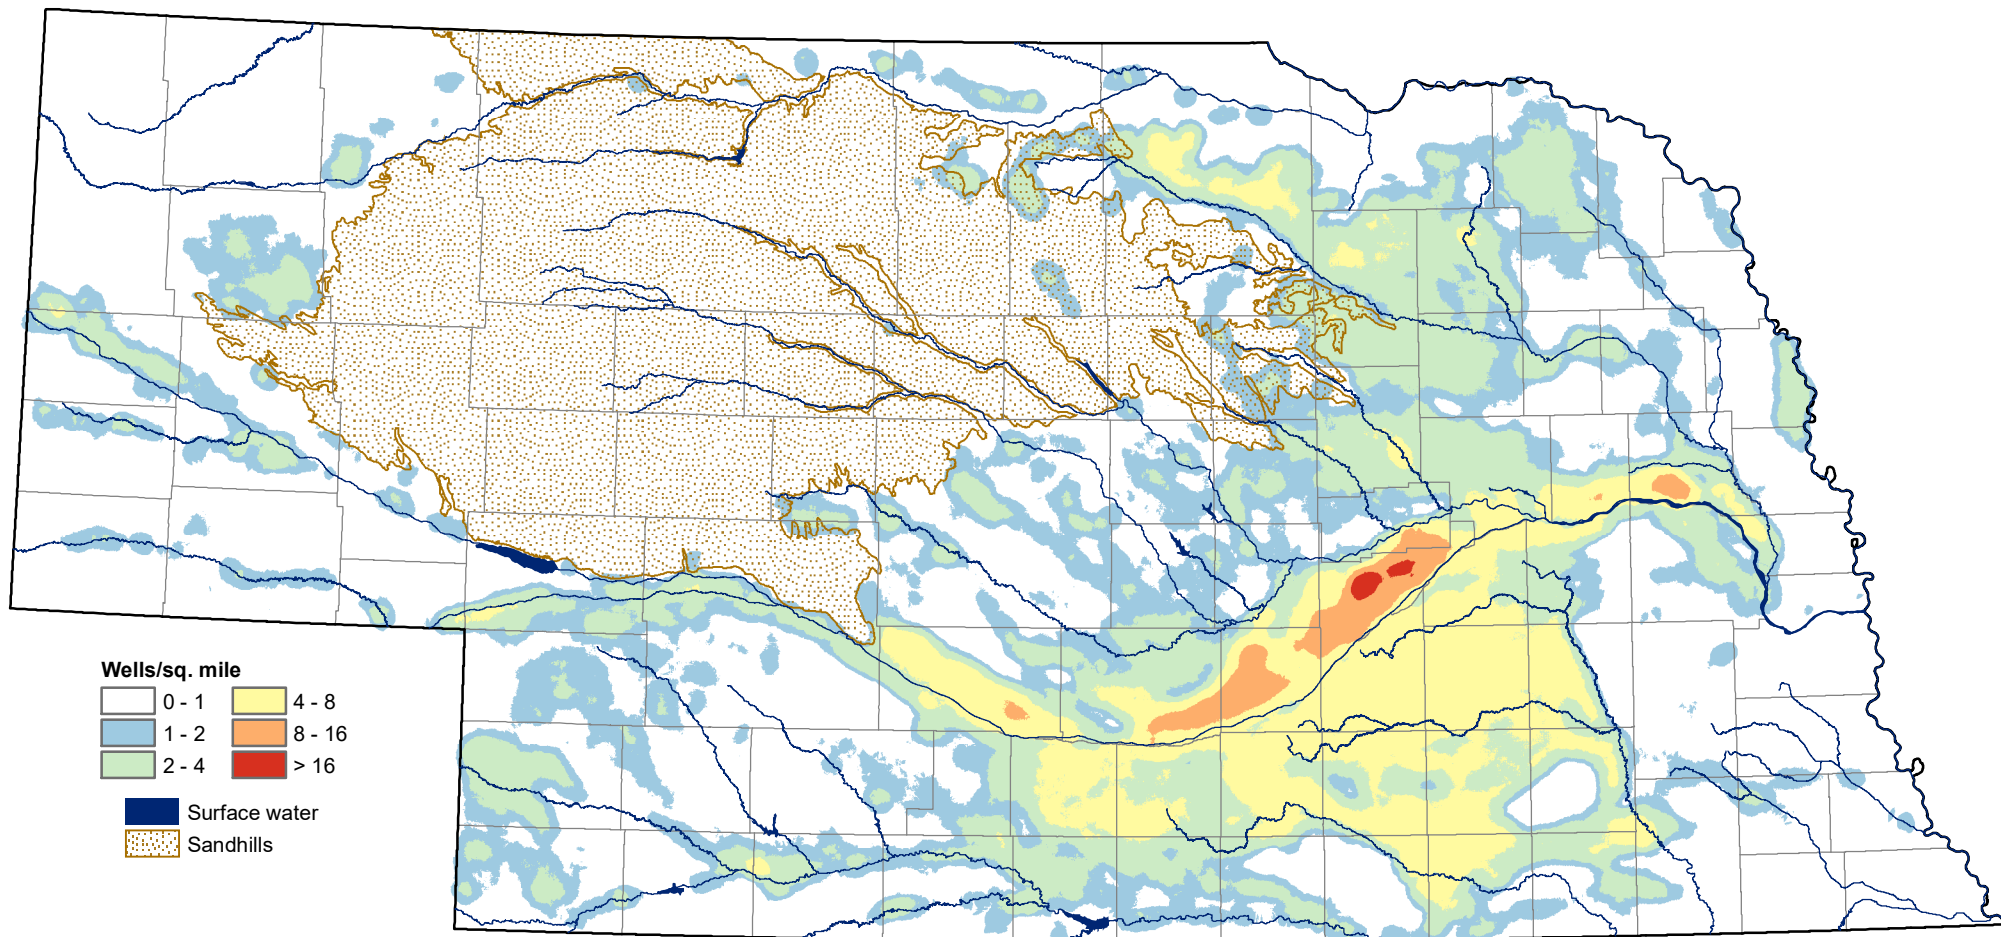 Wells/sq. mile
0 - 1
4 - 8
1 - 2
8 - 16
2 - 4
> 16
Surface water
Sandhills